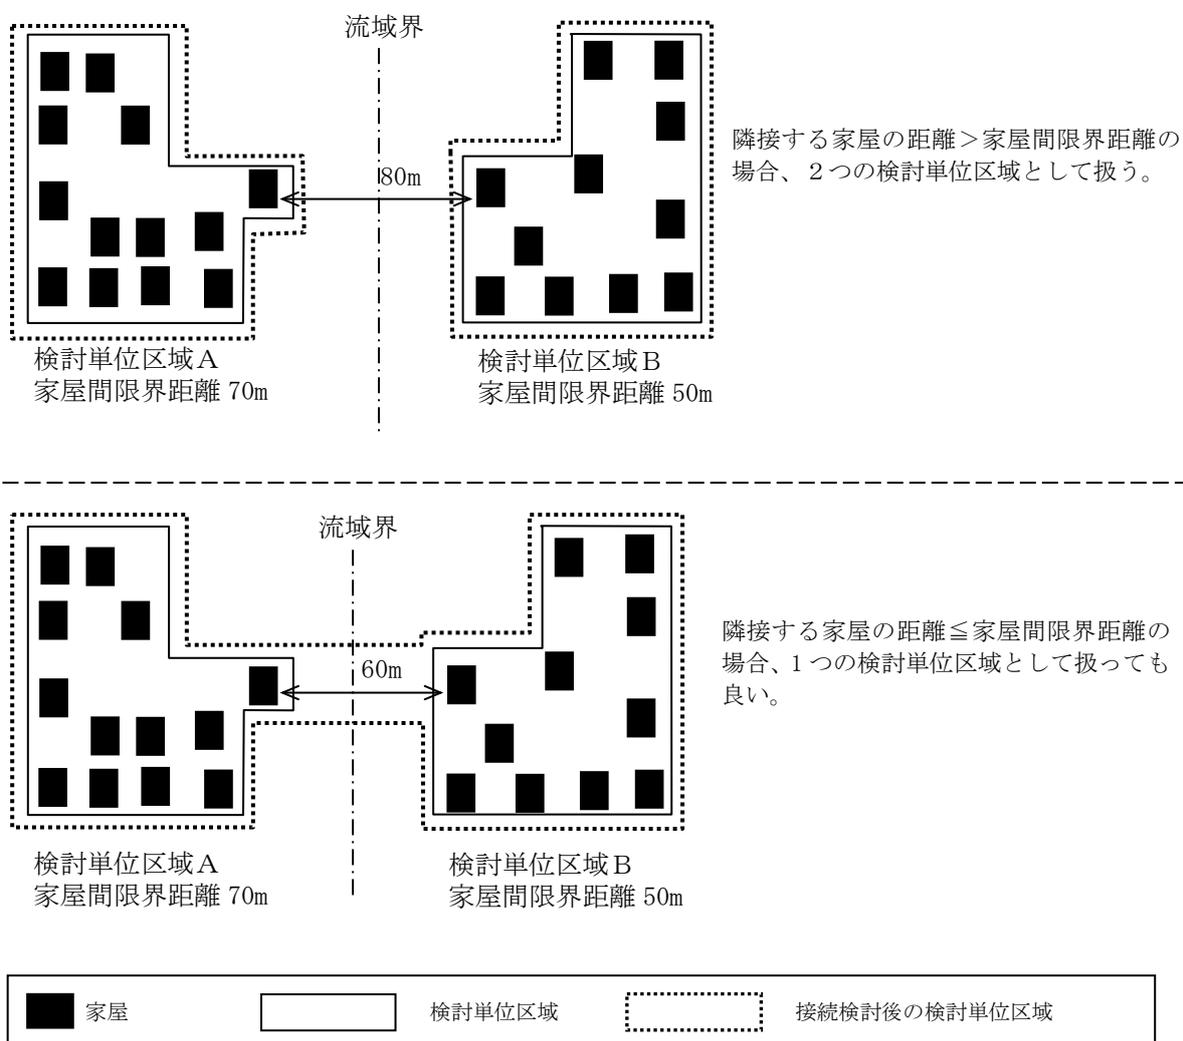 流域界
隣接する家屋の距離＞家屋間限界距離の
場合、２つの検討単位区域として扱う。
80m
検討単位区域Ａ
家屋間限界距離 70m
検討単位区域Ｂ
家屋間限界距離 50m
流域界
隣接する家屋の距離≦家屋間限界距離の
場合、１つの検討単位区域として扱っても
良い。
60m
検討単位区域Ａ
家屋間限界距離 70m
検討単位区域Ｂ
家屋間限界距離 50m
家屋
検討単位区域
接続検討後の検討単位区域